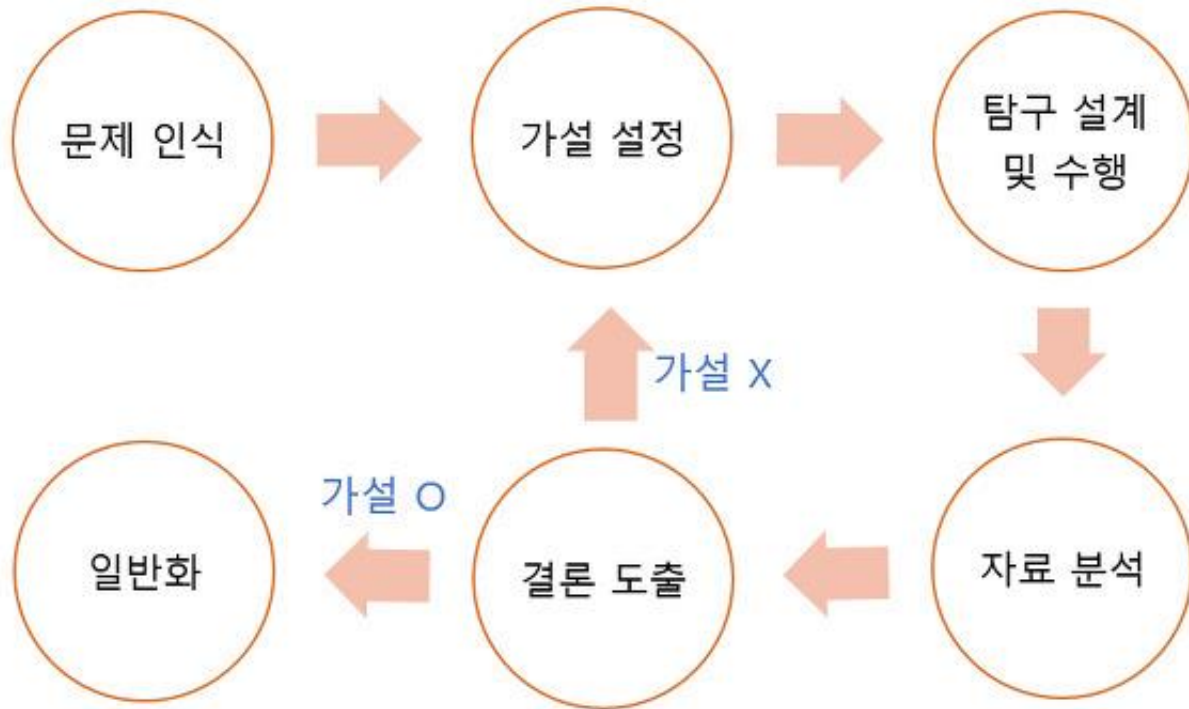 문제 인식
가설 설정
탐구 설계
및 수행
가설 X
가설 O
일반화
결론 도출
자료 분석